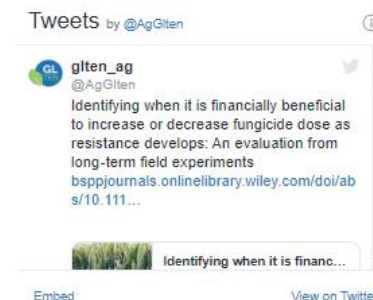 Tweets by @AgGlten
GL
TEN
glten_ag
@AgGlten
Identifying when it is financially beneficial
to increase or decrease fungicide dose as
resistance develops: An evaluation from
long-term field experiments
bsppjournals.onlinelibrary.wiley.com/doi/ab
s/10.111…
Identifying when it is financ...
Embed
View on Twitte